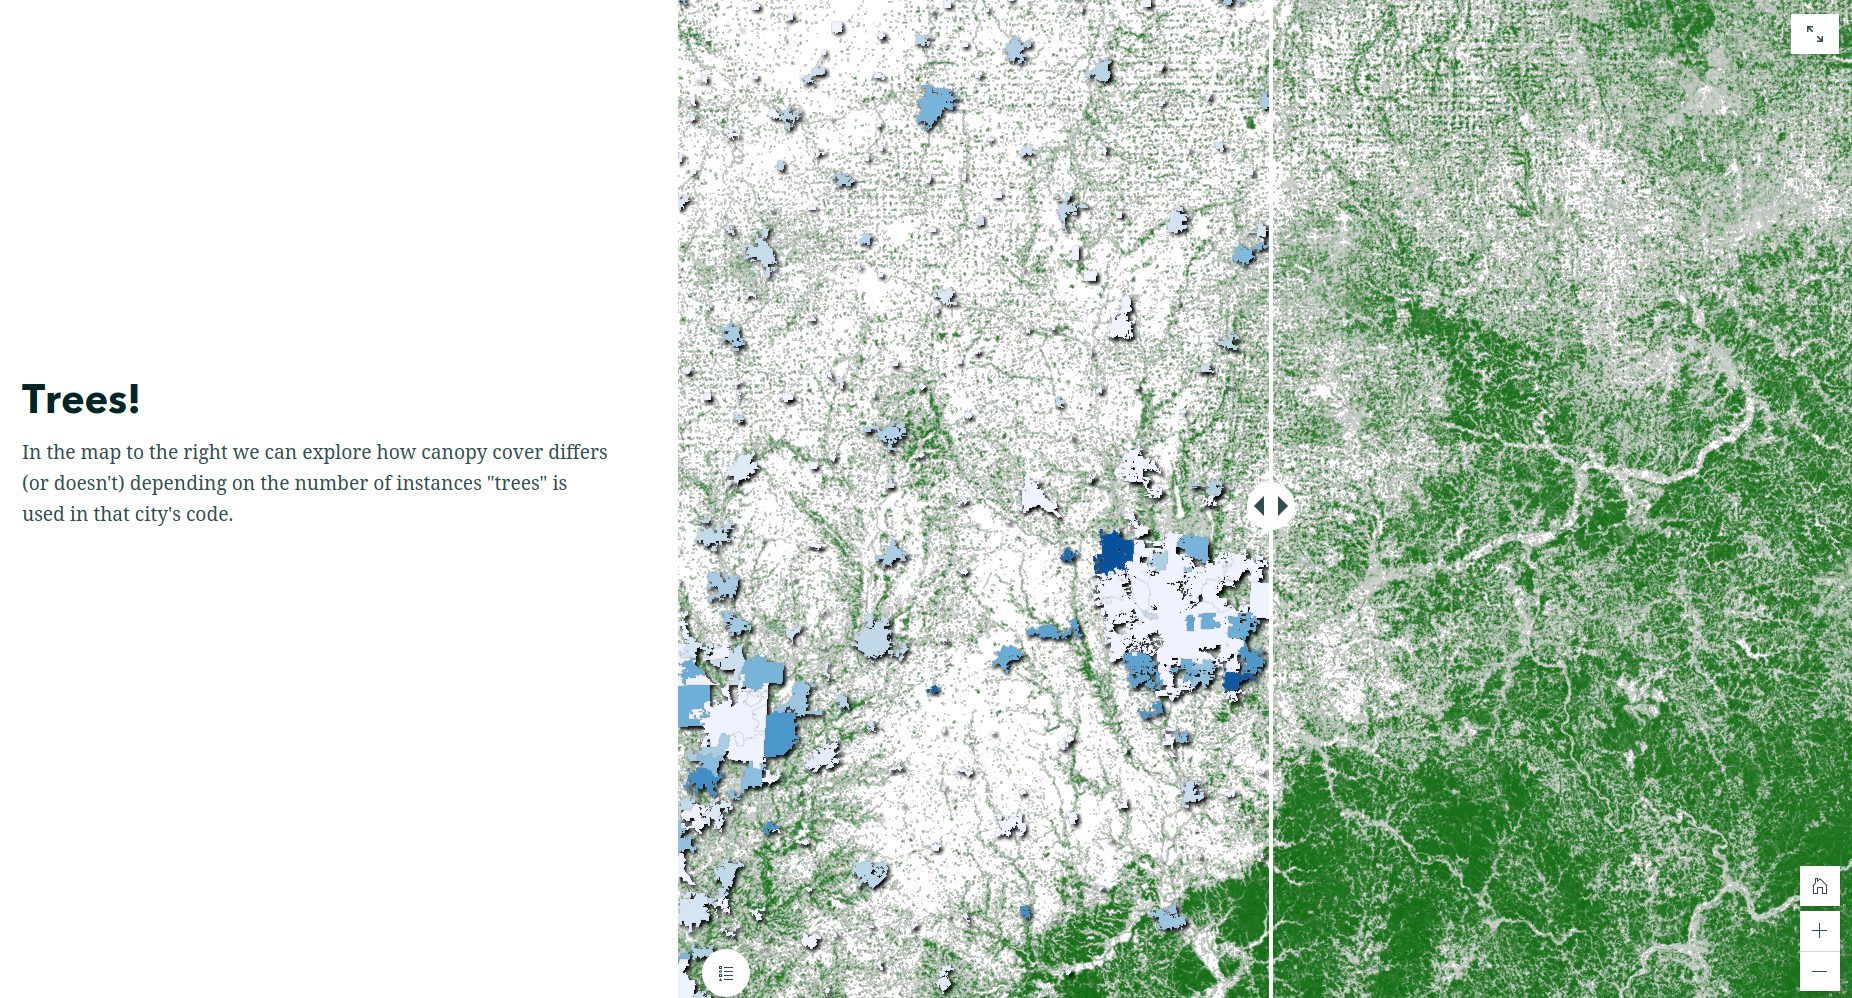 Trees!
In the map to the right we can explore how canopy cover differs
(or doesn't) depending on the number of instances "trees" is
used in that city's code.